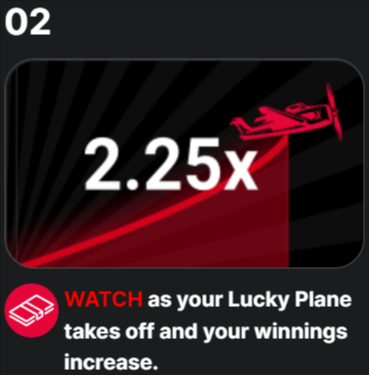 02
2.25x
WATCH as your Lucky Plane
takes off and your winnings
increase.